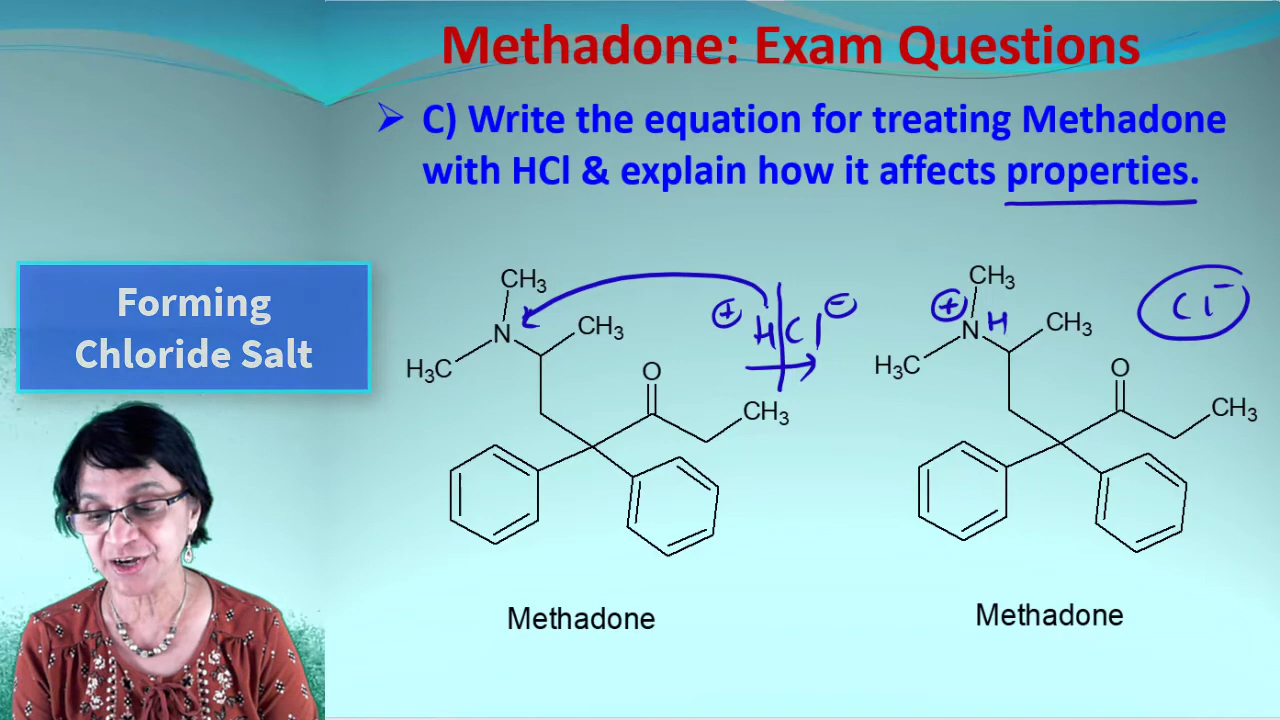 Methadone: Exam Questions
➢ C) Write the equation for treating Methadone
with HCl & explain how it affects properties.
Forming
Chloride Salt
CH₃
N
CH₃
H₃C
O
CH₃
⊕ H Cl ⊖
CH₃
⊕
N H
CH₃
H₃C
O
CH₃
Cl⁻
Methadone
Methadone